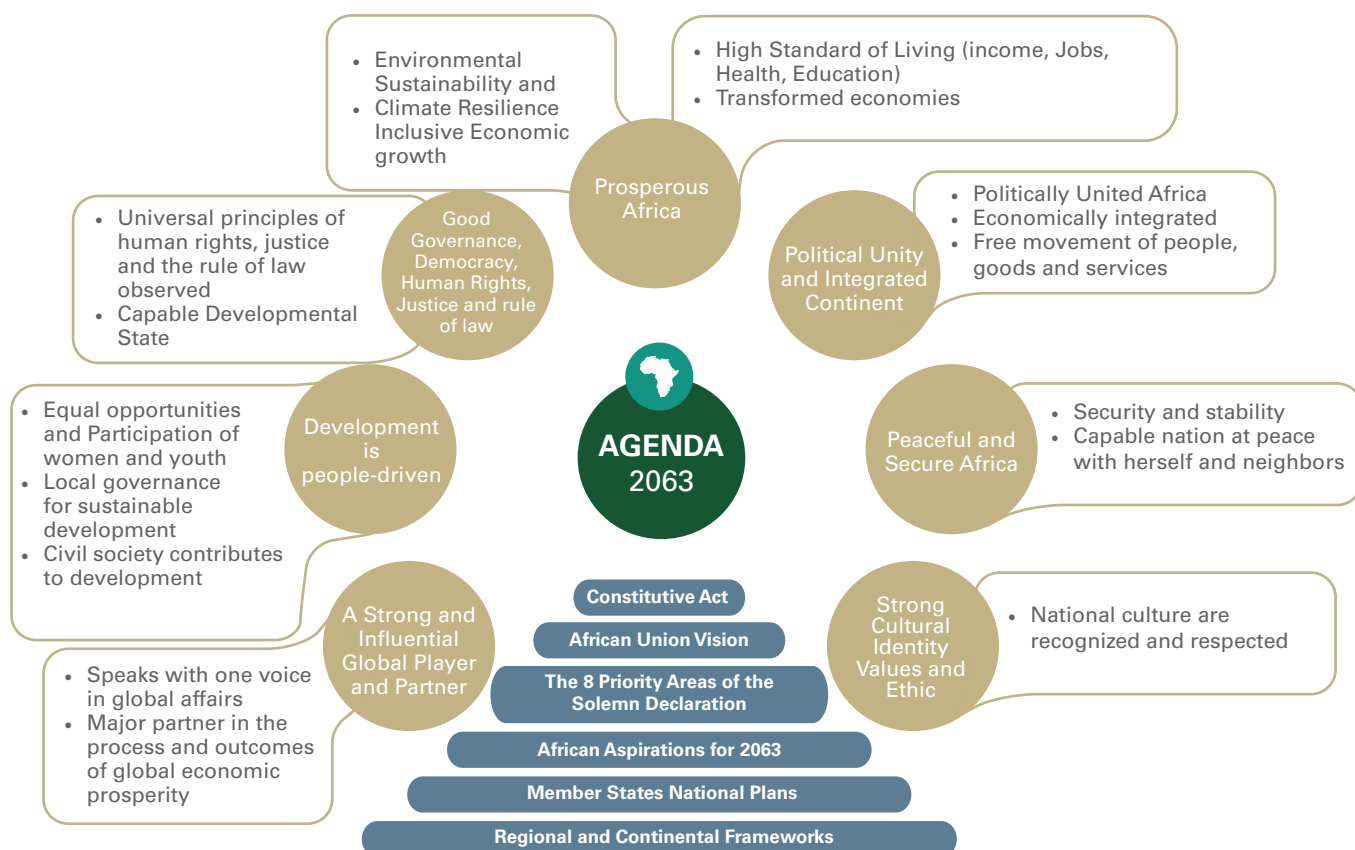 • Environmental
Sustainability and
• Climate Resilience
Inclusive Economic
growth
• High Standard of Living (income, Jobs,
Health, Education)
• Transformed economies
Prosperous
Africa
• Universal principles of
human rights, justice
and the rule of law
observed
• Capable Developmental
State
Good
Governance,
Democracy,
Human Rights,
Justice and rule
of law
Political Unity
and Integrated
Continent
• Politically United Africa
• Economically integrated
• Free movement of people,
goods and services
• Equal opportunities
and Participation of
women and youth
• Local governance
for sustainable
development
• Civil society contributes
to development
Development
is
people-driven
AGENDA
2063
Peaceful and
Secure Africa
• Security and stability
• Capable nation at peace
with herself and neighbors
• Speaks with one voice
in global affairs
• Major partner in the
process and outcomes
of global economic
prosperity
A Strong and
Influential
Global Player
and Partner
Strong
Cultural
Identity
Values and
Ethic
• National culture are
recognized and respected
Constitutive Act
African Union Vision
The 8 Priority Areas of the
Solemn Declaration
African Aspirations for 2063
Member States National Plans
Regional and Continental Frameworks